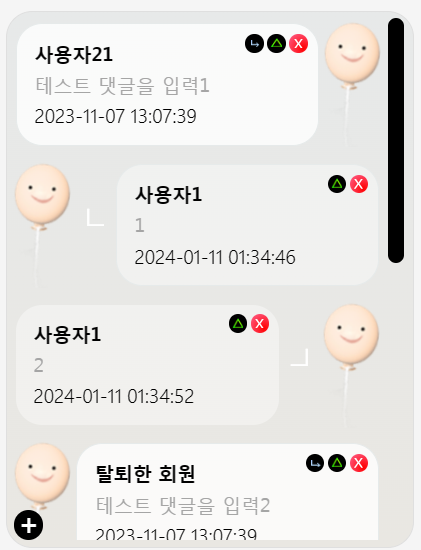 사용자21
테스트 댓글을 입력1
2023-11-07 13:07:39
사용자1
1
2024-01-11 01:34:46
사용자1
2
2024-01-11 01:34:52
탈퇴한 회원
테스트 댓글을 입력2
2023-11-07 13:07:39